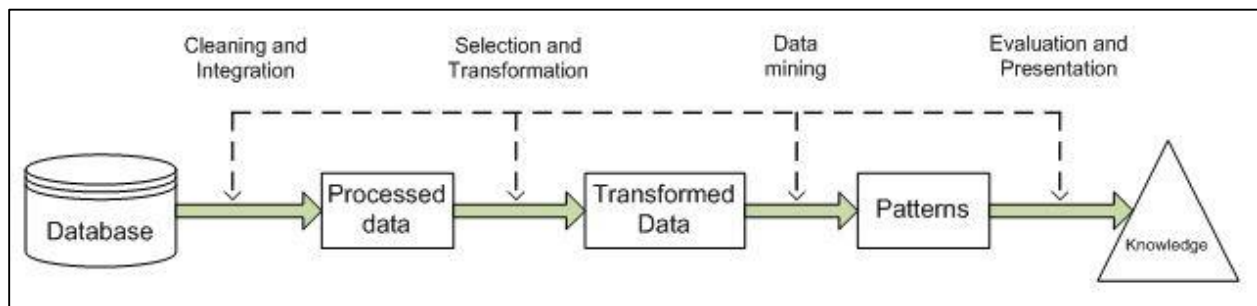 Cleaning and
Integration
Selection and
Transformation
Data
mining
Evaluation and
Presentation
Database
Processed
data
Transformed
Data
Patterns
Knowledge